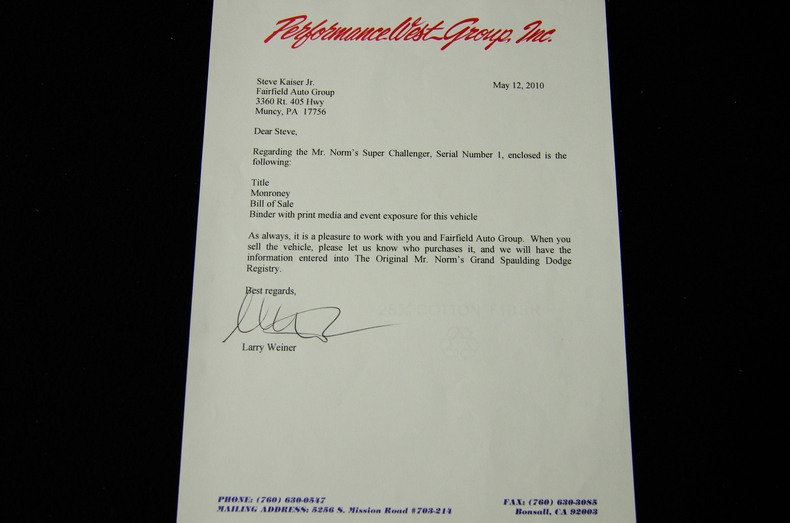 PerformanceWest Group, Inc.
Steve Kaiser Jr.
May 12, 2010
Fairfield Auto Group
3360 Rt. 405 Hwy
Muncy, PA 17756
Dear Steve,
Regarding the Mr. Norm's Super Challenger, Serial Number 1, enclosed is the
following:
Title
Monroney
Bill of Sale
Binder with print media and event exposure for this vehicle
As always, it is a pleasure to work with you and Fairfield Auto Group. When you
sell the vehicle, please let us know who purchases it, and we will have the
information entered into The Original Mr. Norm's Grand Spaulding Dodge
Registry.
Best regards,
Larry Weiner
PHONE: (760) 630-0547
FAX: (760) 630-3085
MAILING ADDRESS: 5256 S. Mission Road #703-214
Bonsall, CA 92003